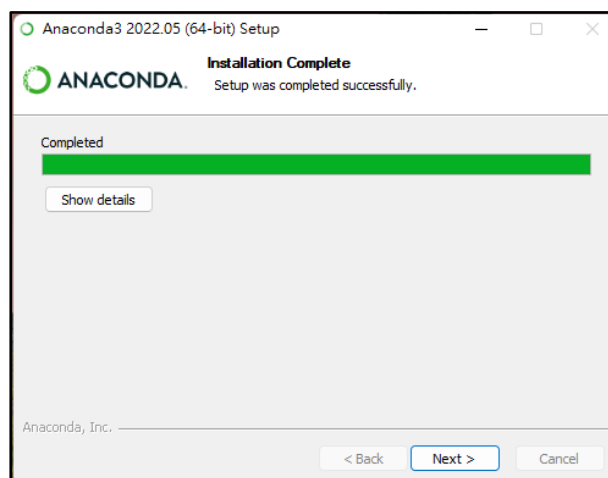 Anaconda3 2022.05 (64-bit) Setup
ANACONDA.
Installation Complete
Setup was completed successfully.
Completed
Show details
Anaconda, Inc.
< Back
Next >
Cancel